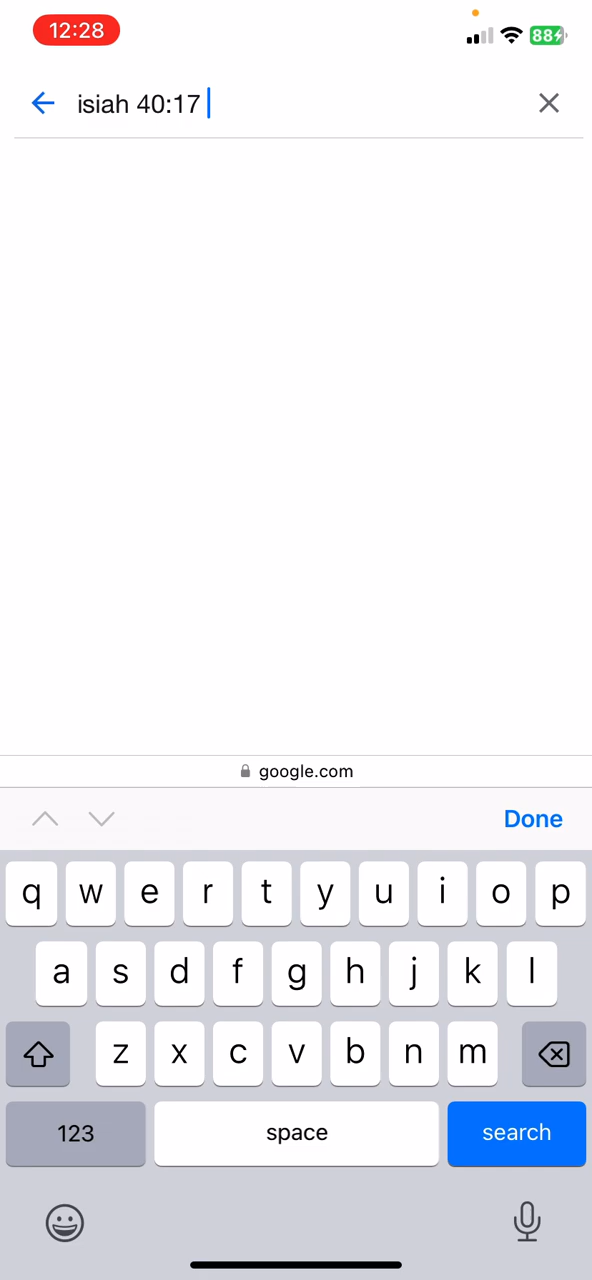 12:28
88
isiah 40:17
google.com
Done
q w e r t y u i o p
a s d f g h j k l
z x c v b n m
123 space search